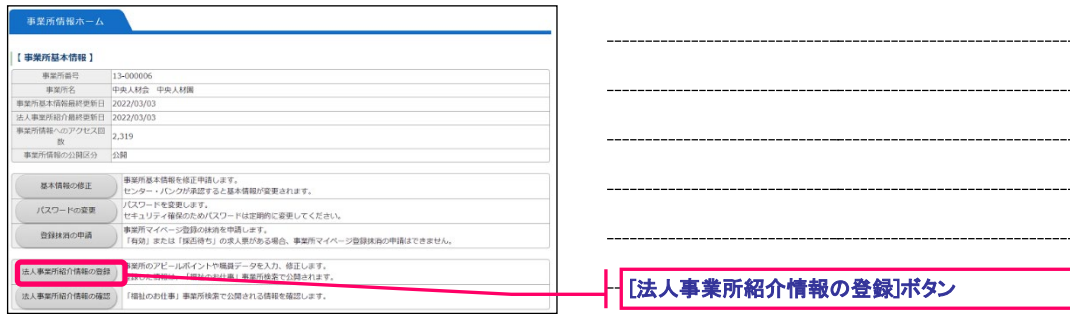 事業所情報ホーム
【 事業所基本情報 】
事業所番号 13-000006
事業所名 中央人材会　中央人材園
事業所基本情報最終更新日 2022/03/03
法人事業所紹介最終更新日 2022/03/03
事業所情報へのアクセス回
数
2,319
事業所情報の公開区分 公開
基本情報の修正
事業所基本情報を修正申請します。
センター・バンクが承認すると基本情報が変更されます。
パスワードの変更
パスワードを変更します。
セキュリティ確保のためパスワードは定期的に変更してください。
登録抹消の申請
事業所マイページ登録の抹消を申請します。
「有効」または「採否待ち」の求人票がある場合、事業所マイページ登録抹消の申請はできません。
法人事業所紹介情報の登録
事業所のアピールポイントや職員データを入力、修正します。
登録した情報は、「福祉のお仕事」事業所検索で公開されます。
法人事業所紹介情報の確認
「福祉のお仕事」事業所検索で公開される情報を確認します。
[法人事業所紹介情報の登録]ボタン